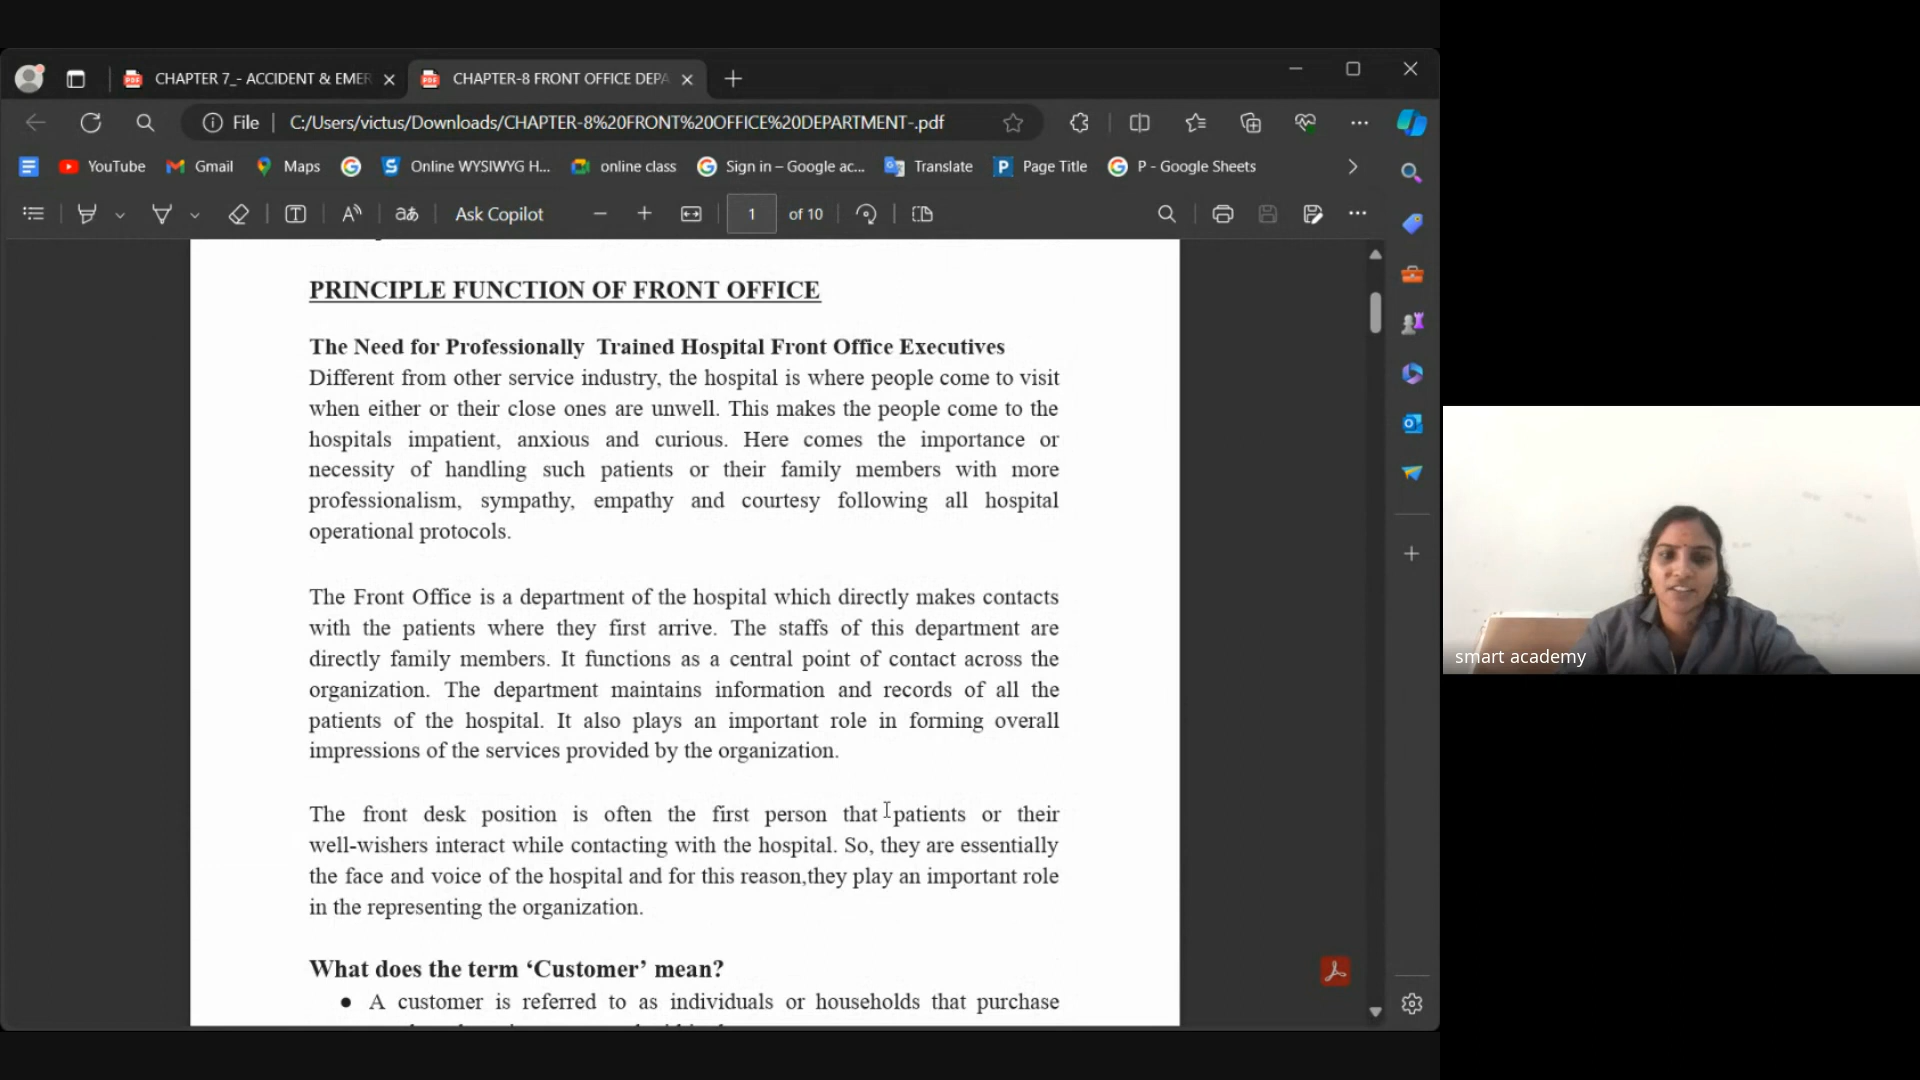 CHAPTER 7_- ACCIDENT & EMER
CHAPTER-8 FRONT OFFICE DEPA
File
C:/Users/victus/Downloads/CHAPTER-8%20FRONT%20OFFICE%20DEPARTMENT-.pdf
YouTube
Gmail
Maps
Online WYSIWYG H...
online class
Sign in – Google ac...
Translate
Page Title
P - Google Sheets
Ask Copilot
1 of 10
PRINCIPLE FUNCTION OF FRONT OFFICE
The Need for Professionally Trained Hospital Front Office Executives
Different from other service industry, the hospital is where people come to visit
when either or their close ones are unwell. This makes the people come to the
hospitals impatient, anxious and curious. Here comes the importance or
necessity of handling such patients or their family members with more
professionalism, sympathy, empathy and courtesy following all hospital
operational protocols.
The Front Office is a department of the hospital which directly makes contacts
with the patients where they first arrive. The staffs of this department are
directly family members. It functions as a central point of contact across the
organization. The department maintains information and records of all the
patients of the hospital. It also plays an important role in forming overall
impressions of the services provided by the organization.
The front desk position is often the first person that patients or their
well-wishers interact while contacting with the hospital. So, they are essentially
the face and voice of the hospital and for this reason,they play an important role
in the representing the organization.
What does the term ‘Customer’ mean?
● A customer is referred to as individuals or households that purchase
smart academy